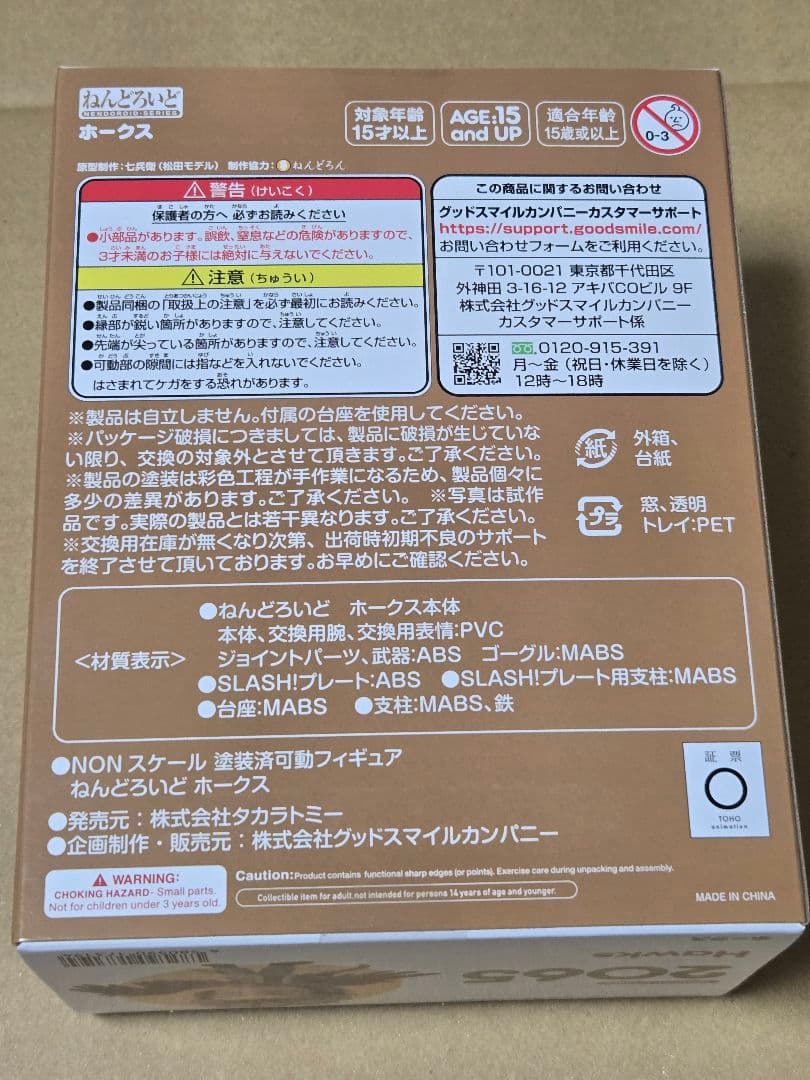 ねんどろいど
NENDOROID-SERIES
ホークス
対象年齢
15才以上
AGE:15
and UP
適合年齢
15歳或以上
0-3
原型制作:七兵衛(松田モデル) 制作協力: ねんどろん
警告(けいこく)
保護者の方へ 必ずお読みください
●小部品があります。誤飲、窒息などの危険がありますので、
3才未満のお子様には絶対に与えないでください。
注意(ちゅうい)
●製品同梱の「取扱上の注意」を必ず最初にお読みください。
●縁部が鋭い箇所がありますので、注意してください。
●先端が尖っている箇所がありますので、注意してください。
●可動部の隙間には指などを入れないでください。
はさまれてケガをする恐れがあります。
この商品に関するお問い合わせ
グッドスマイルカンパニーカスタマーサポート
https://support.goodsmile.com/
お問い合わせフォームをご利用ください。
〒101-0021 東京都千代田区
外神田 3-16-12 アキバCOビル 9F
株式会社グッドスマイルカンパニー
カスタマーサポート係
0120-915-391
月~金(祝日・休業日を除く)
12時~18時
※製品は自立しません。付属の台座を使用してください。
※パッケージ破損につきましては、製品に破損が生じていな
い限り、交換の対象外とさせて頂きます。ご了承ください。
※製品の塗装は彩色工程が手作業になるため、製品個々に
多少の差異があります。ご了承ください。 ※写真は試作
品です。実際の製品とは若干異なります。ご了承ください。
※交換用在庫が無くなり次第、出荷時初期不良のサポート
を終了させて頂いております。お早めにご確認ください。
紙
外箱、
台紙
プラ
窓、透明
トレイ:PET
<材質表示>
●ねんどろいど ホークス本体
本体、交換用腕、交換用表情:PVC
ジョイントパーツ、武器:ABS ゴーグル:MABS
●SLASH!プレート:ABS ●SLASH!プレート用支柱:MABS
●台座:MABS ●支柱:MABS、鉄
●NONスケール 塗装済可動フィギュア
ねんどろいど ホークス
●発売元:株式会社タカラトミー
●企画制作・販売元:株式会社グッドスマイルカンパニー
証票
TOHO
animation
WARNING:
CHOKING HAZARD- Small parts.
Not for children under 3 years old.
Caution:Product contains functional sharp edges (or points). Exercise care during unpacking and assembly.
Collectible item for adult.not intended for persons 14 years of age and younger.
MADE IN CHINA
ホークス
Hawks
2065